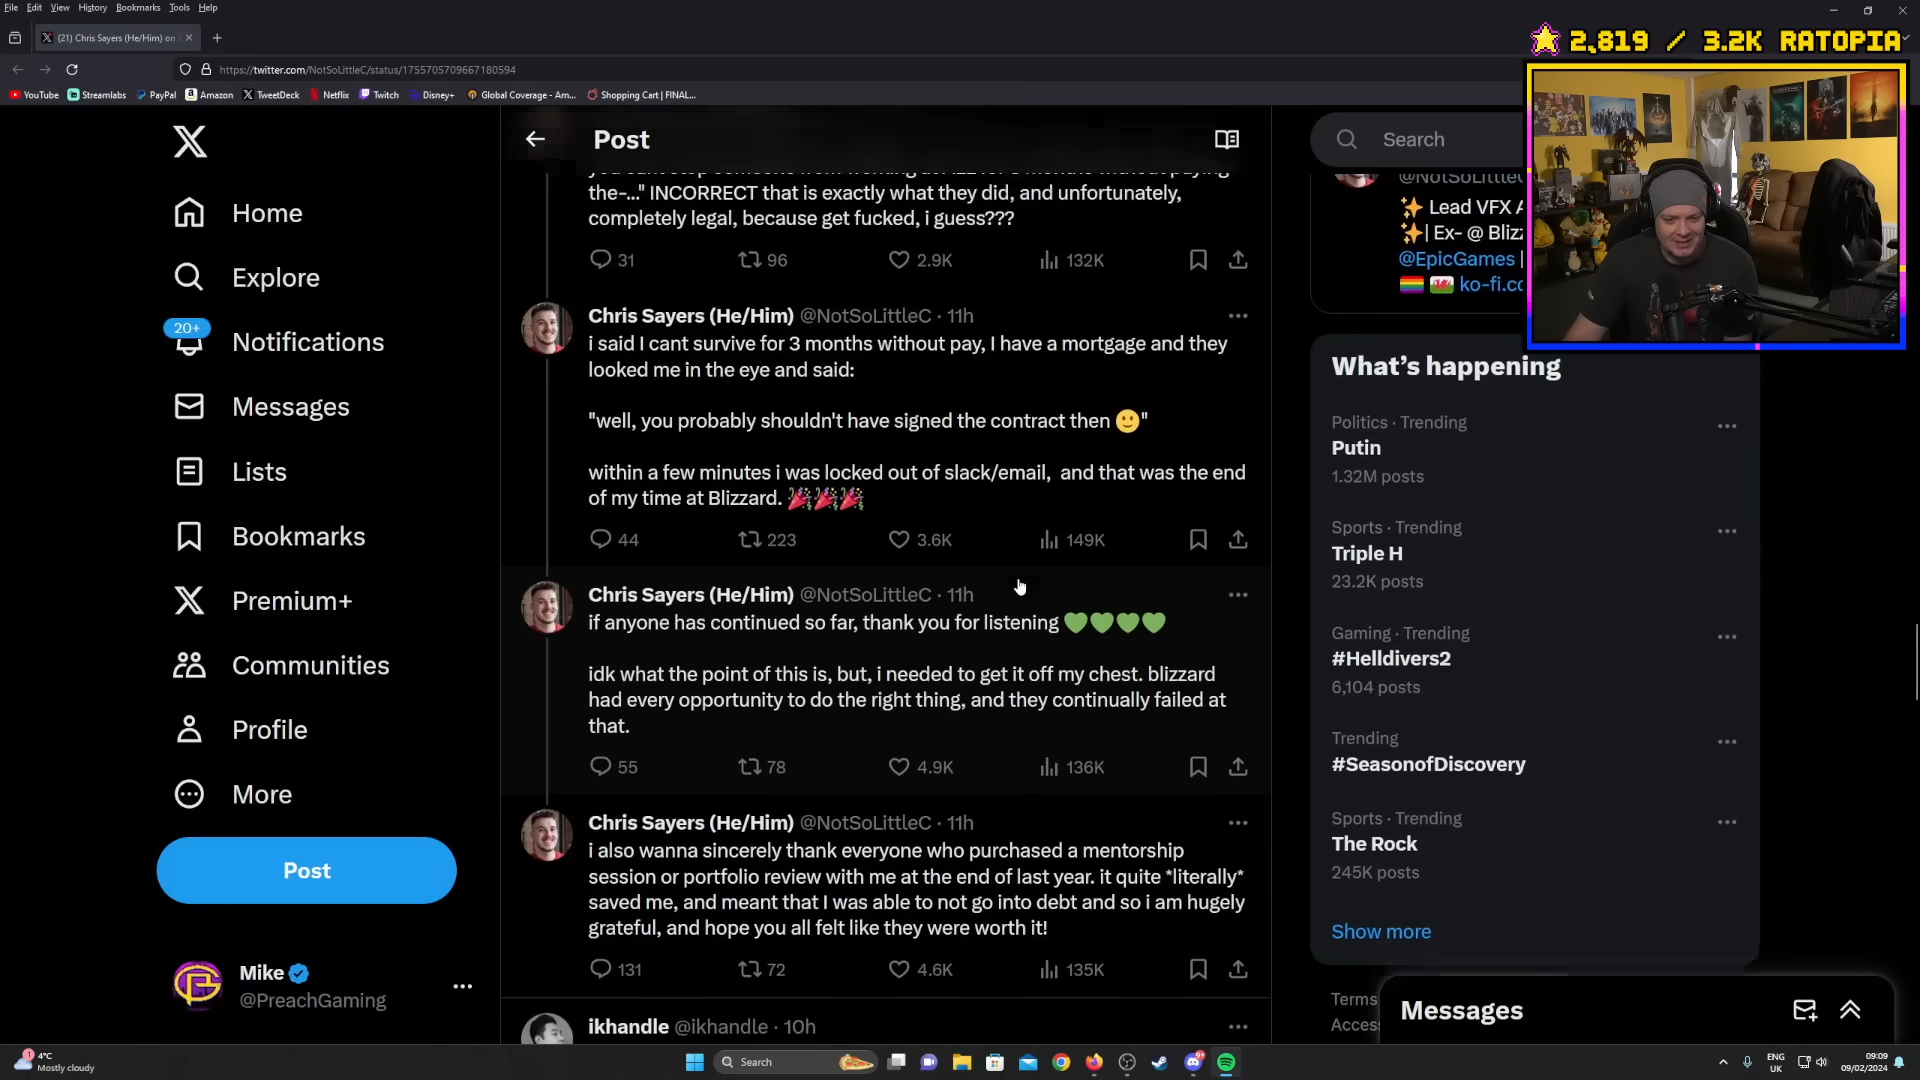 File Edit View History Bookmarks Tools Help
(21) Chris Sayers (He/Him) on
2,819 / 3.2K RATOPIA
https://twitter.com/NotSoLittleC/status/1755705709667180594
YouTube Streamlabs PayPal Amazon TweetDeck Netflix Twitch Disney+ Global Coverage - Am... Shopping Cart | FINAL...
Home
Explore
20+
Notifications
Messages
Lists
Bookmarks
Premium+
Communities
Profile
More
Post
Mike
@PreachGaming
Post
the-..." INCORRECT that is exactly what they did, and unfortunately,
completely legal, because get fucked, i guess???
31 96 2.9K 132K
Chris Sayers (He/Him) @NotSoLittleC · 11h
i said I cant survive for 3 months without pay, I have a mortgage and they
looked me in the eye and said:
"well, you probably shouldn't have signed the contract then 🙂"
within a few minutes i was locked out of slack/email, and that was the end
of my time at Blizzard. 🎉🎉🎉
44 223 3.6K 149K
Chris Sayers (He/Him) @NotSoLittleC · 11h
if anyone has continued so far, thank you for listening 💚💚💚💚
idk what the point of this is, but, i needed to get it off my chest. blizzard
had every opportunity to do the right thing, and they continually failed at
that.
55 78 4.9K 136K
Chris Sayers (He/Him) @NotSoLittleC · 11h
i also wanna sincerely thank everyone who purchased a mentorship
session or portfolio review with me at the end of last year. it quite *literally*
saved me, and meant that I was able to not go into debt and so i am hugely
grateful, and hope you all felt like they were worth it!
131 72 4.6K 135K
ikhandle @ikhandle · 10h
Search
@NotSoLittleC
✨ Lead VFX A
✨| Ex- @ Bliz
@EpicGames |
ko-fi.co
What's happening
Politics · Trending
Putin
1.32M posts
Sports · Trending
Triple H
23.2K posts
Gaming · Trending
#Helldivers2
6,104 posts
Trending
#SeasonofDiscovery
Sports · Trending
The Rock
245K posts
Show more
Terms
Access
Messages
1
4°C
Mostly cloudy
Search
ENG
UK
09:09
09/02/2024